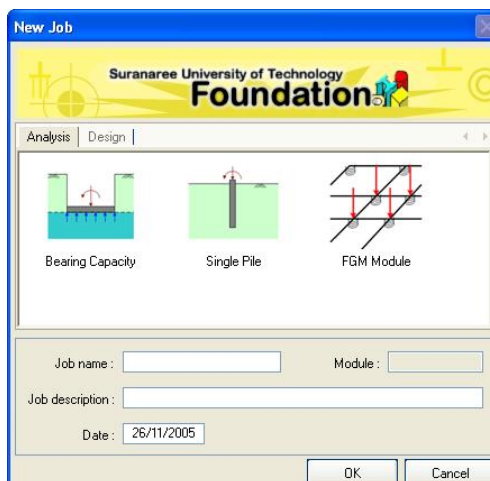 New Job
Suranaree University of Technology
Foundation
Analysis Design
Bearing Capacity Single Pile FGM Module
Job name : Module :
Job description :
Date : 26/11/2005
OK Cancel